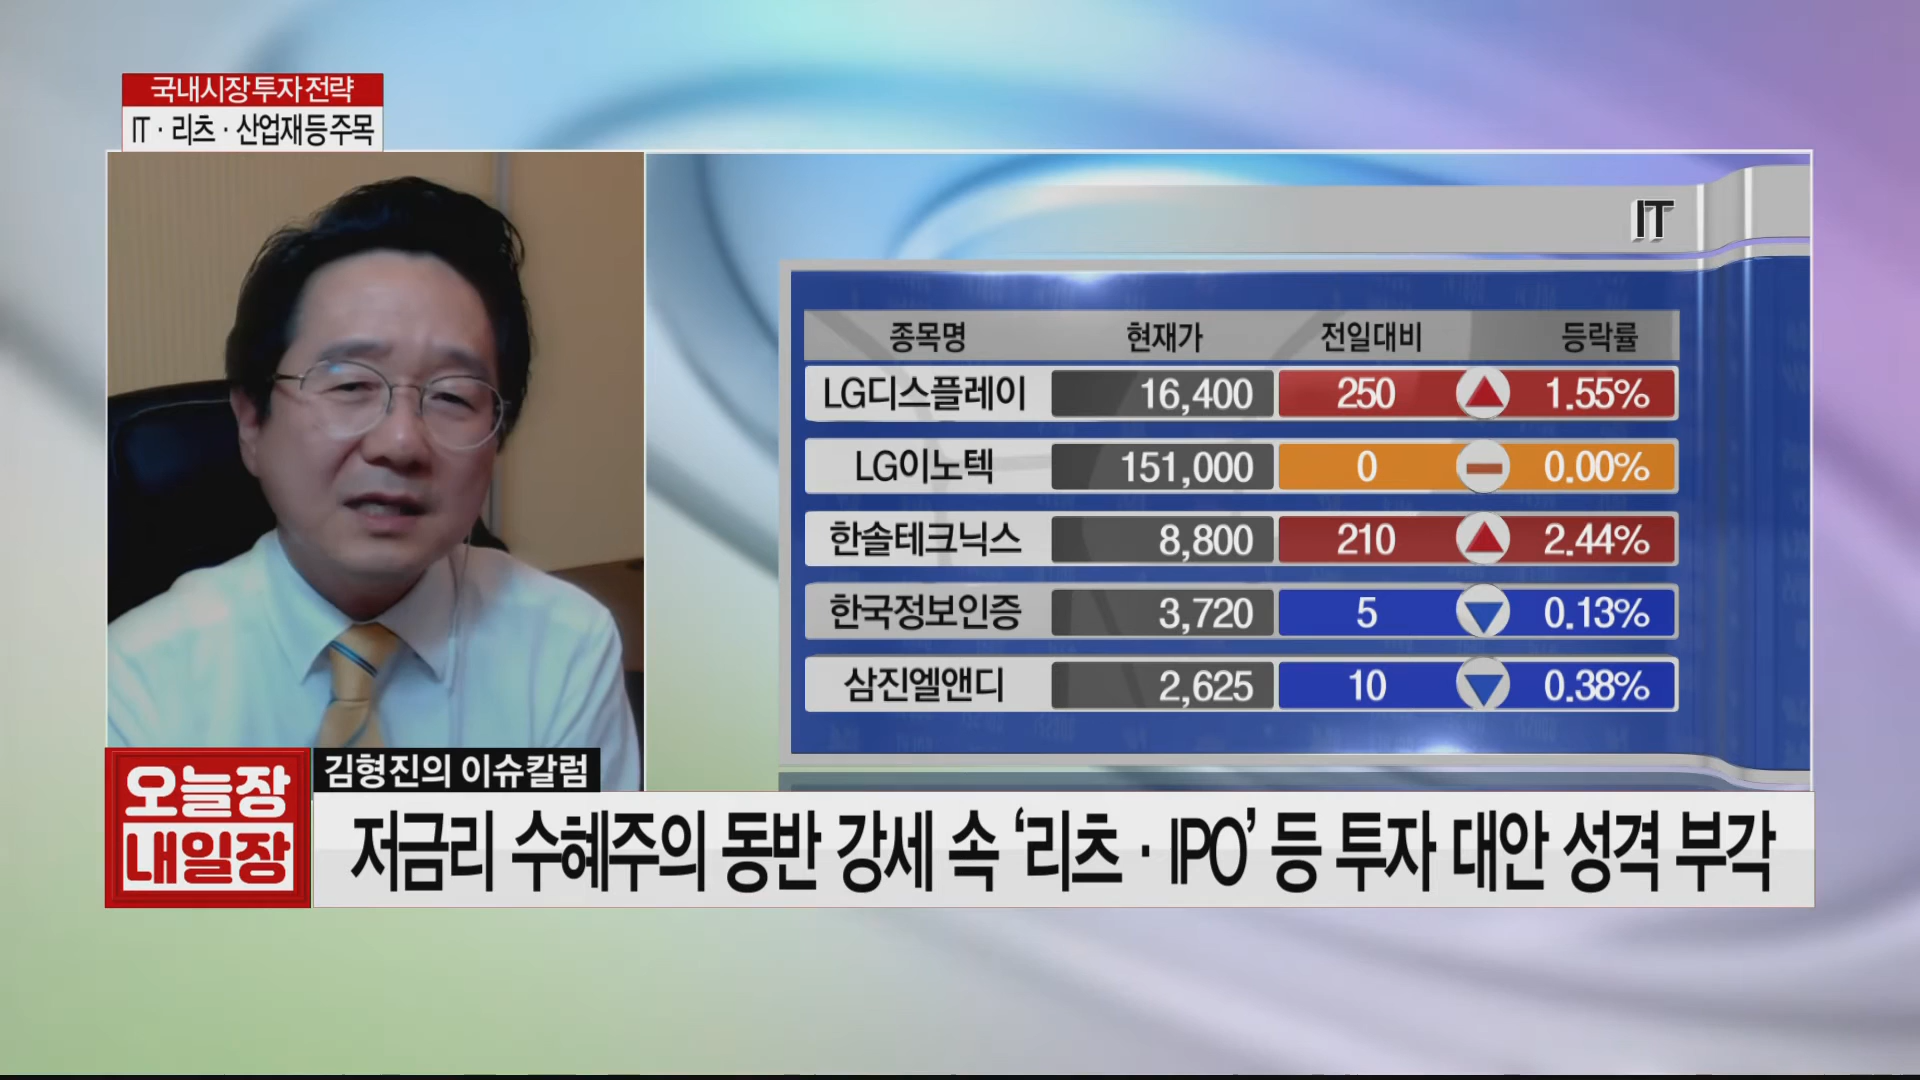 국내시장 투자 전략
IT · 리츠 · 산업재 등 주목
IT
종목명 현재가 전일대비 등락률
LG디스플레이 16,400 250 ▲ 1.55%
LG이노텍 151,000 0 - 0.00%
한솔테크닉스 8,800 210 ▲ 2.44%
한국정보인증 3,720 5 ▼ 0.13%
삼진엘앤디 2,625 10 ▼ 0.38%
오늘장
내일장
김형진의 이슈칼럼
저금리 수혜주의 동반 강세 속 ‘리츠 · IPO’ 등 투자 대안 성격 부각